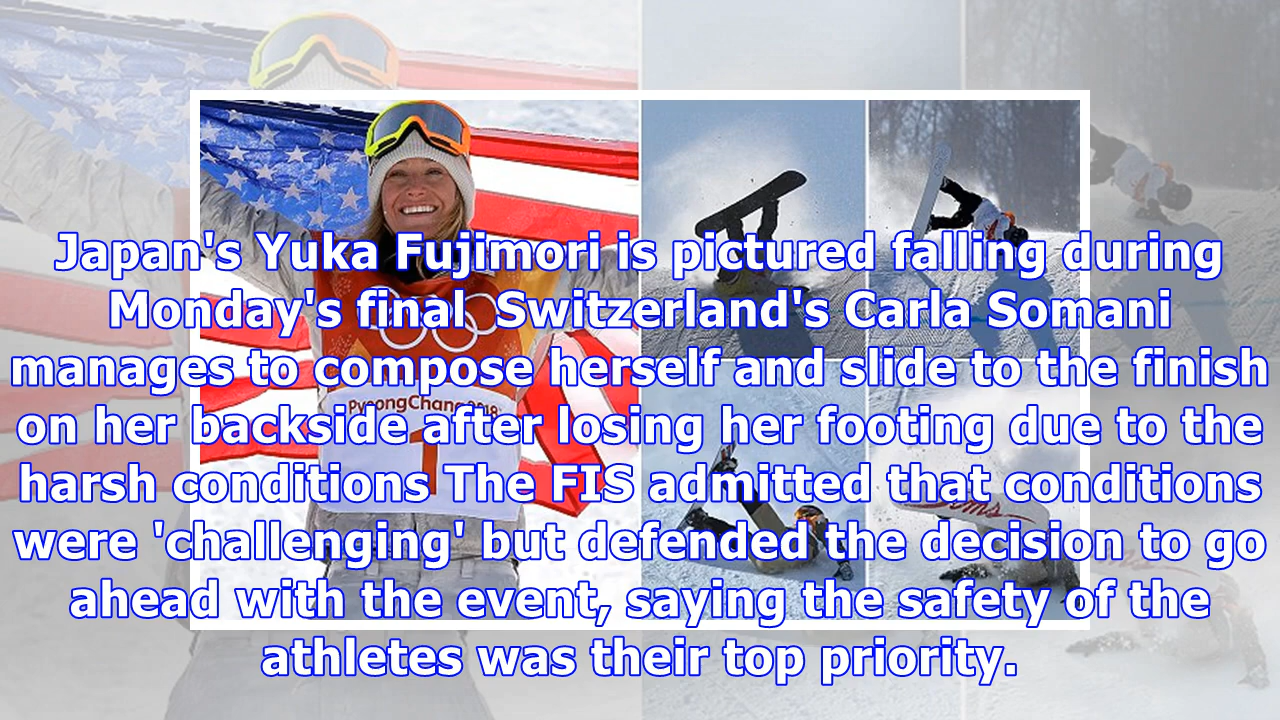 Japan's Yuka Fujimori is pictured falling during
Monday's final  Switzerland's Carla Somani
manages to compose herself and slide to the finish
on her backside after losing her footing due to the
harsh conditions The FIS admitted that conditions
were 'challenging' but defended the decision to go
ahead with the event, saying the safety of the
athletes was their top priority.
PyeongChang 2018
1